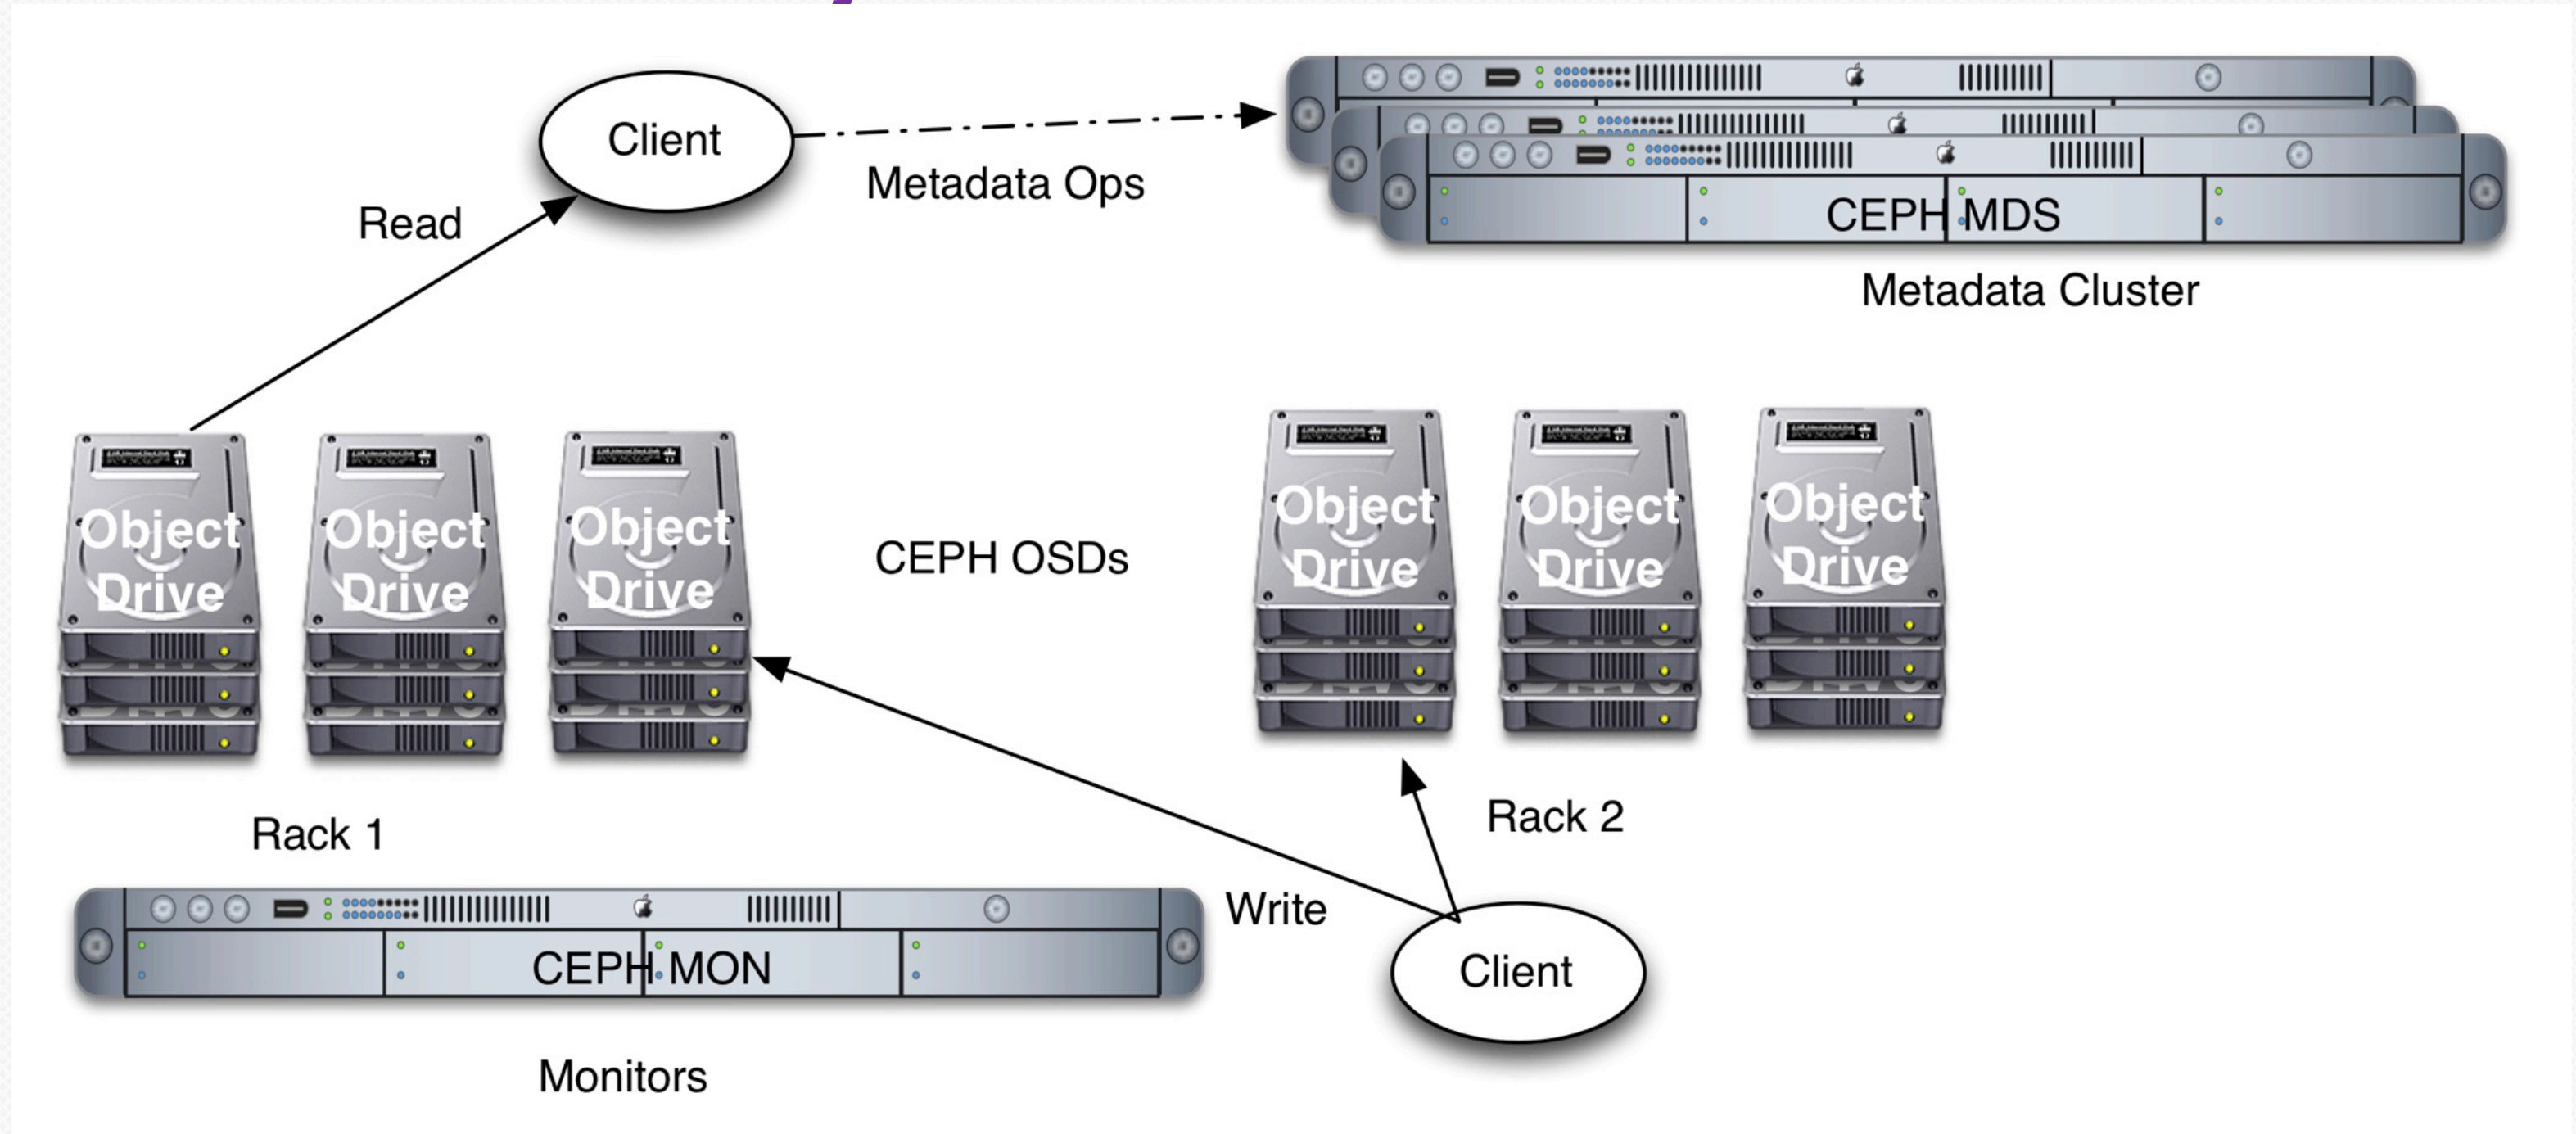 Client
Metadata Ops
Read
CEPH MDS
Metadata Cluster
Object
Drive
Object
Drive
Object
Drive
CEPH OSDs
Object
Drive
Object
Drive
Object
Drive
Rack 1
Rack 2
CEPH MON
Write
Client
Monitors